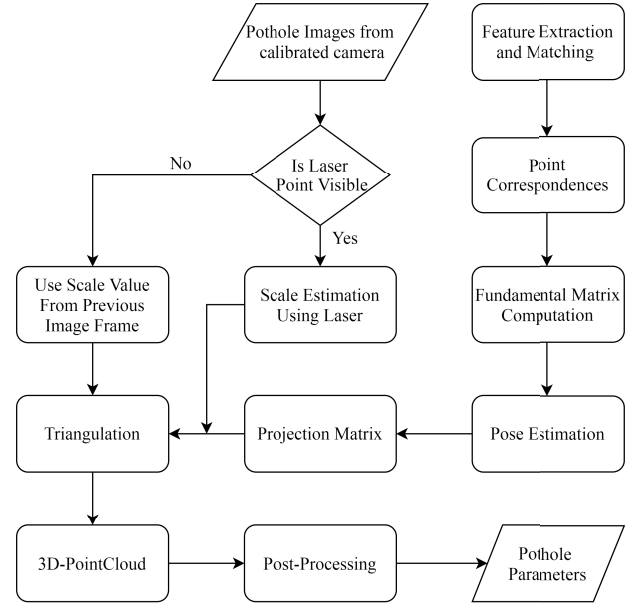 Pothole Images from
calibrated camera
Feature Extraction
and Matching
Is Laser
Point Visible
No
Yes
Point
Correspondences
Use Scale Value
From Previous
Image Frame
Scale Estimation
Using Laser
Fundamental Matrix
Computation
Triangulation
Projection Matrix
Pose Estimation
3D-PointCloud
Post-Processing
Pothole
Parameters